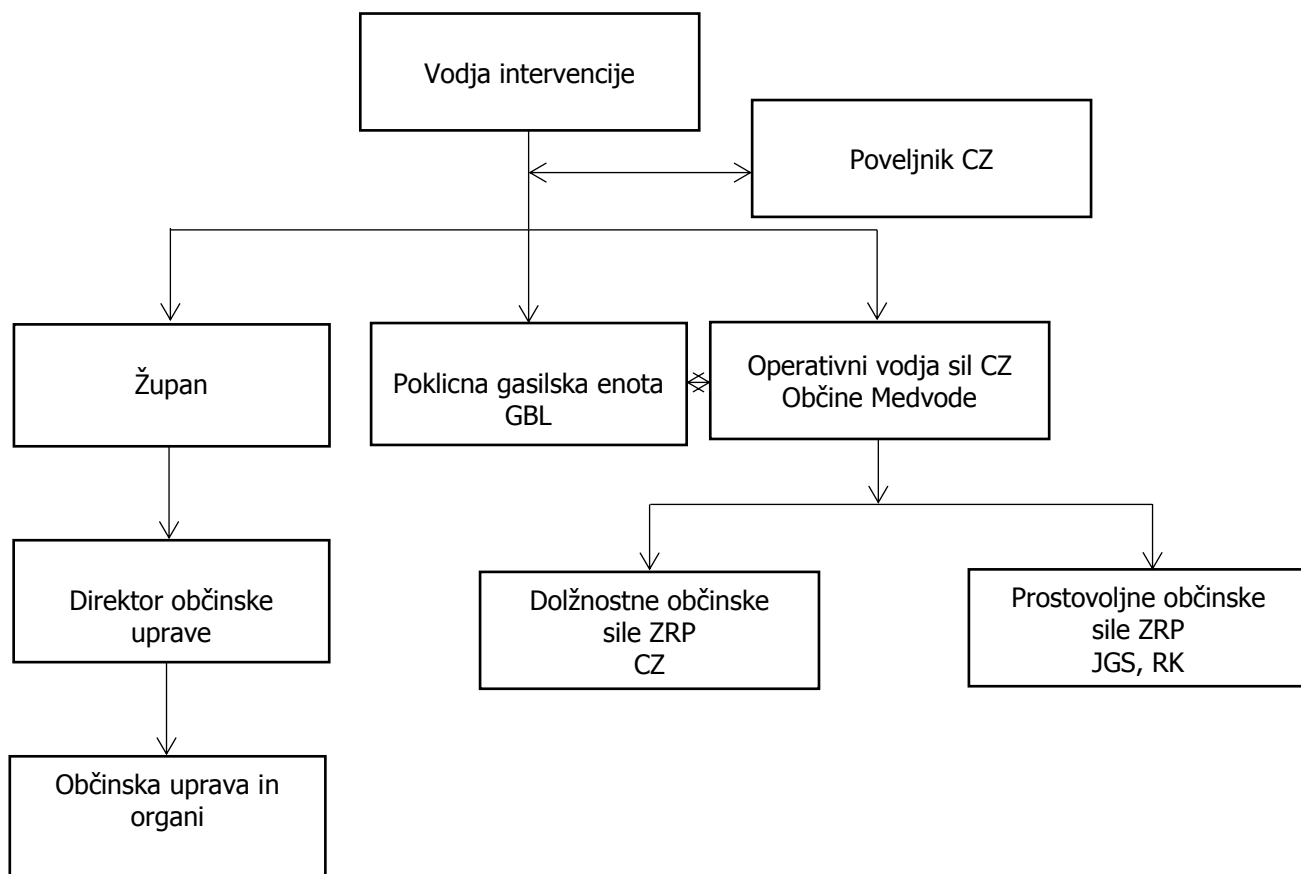 Vodja intervencije
Poveljnik CZ
Župan
Poklicna gasilska enota
GBL
Operativni vodja sil CZ
Občine Medvode
Direktor občinske
uprave
Dolžnostne občinske
sile ZRP
CZ
Prostovoljne občinske
sile ZRP
JGS, RK
Občinska uprava in
organi